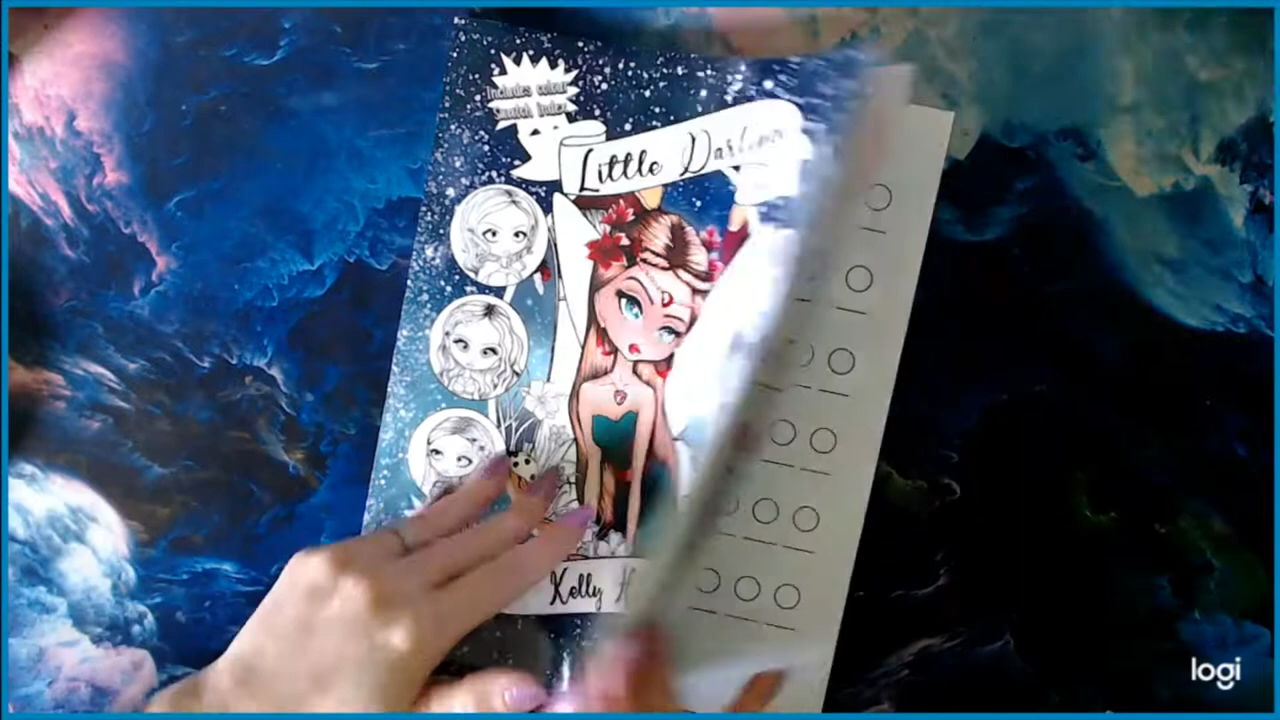 Includes colour
Swatch Index
Little Darlings
Kelly
logi